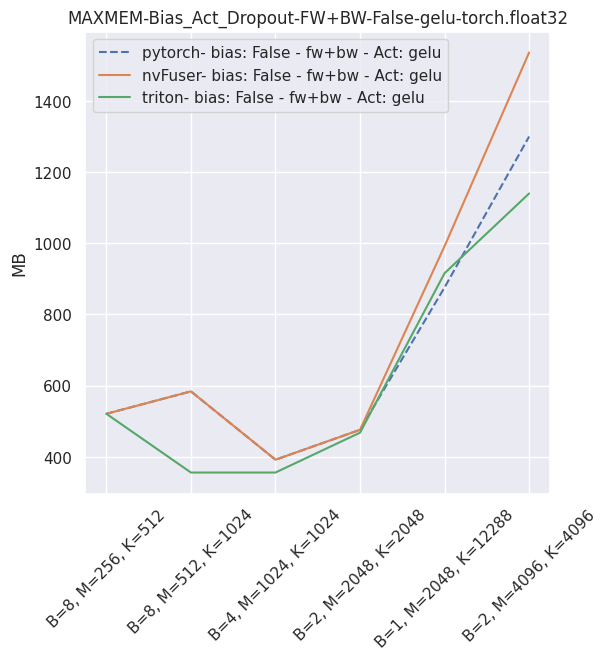 MAXMEM-Bias_Act_Dropout-FW+BW-False-gelu-torch.float32
pytorch- bias: False - fw+bw - Act: gelu
nvFuser- bias: False - fw+bw - Act: gelu
triton- bias: False - fw+bw - Act: gelu
1400
1200
1000
800
600
400
MB
B=8, M=256, K=512
B=8, M=512, K=1024
B=4, M=1024, K=1024
B=2, M=2048, K=2048
B=1, M=2048, K=12288
B=2, M=4096, K=4096